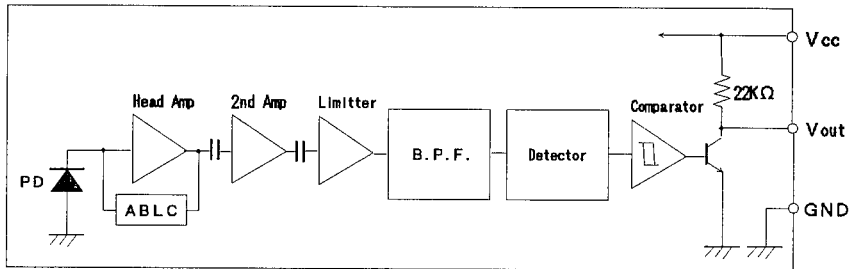 Vcc
Head Amp
2nd Amp
Limitter
Comparator
22KΩ
Vout
B.P.F.
Detector
PD
ABLC
GND